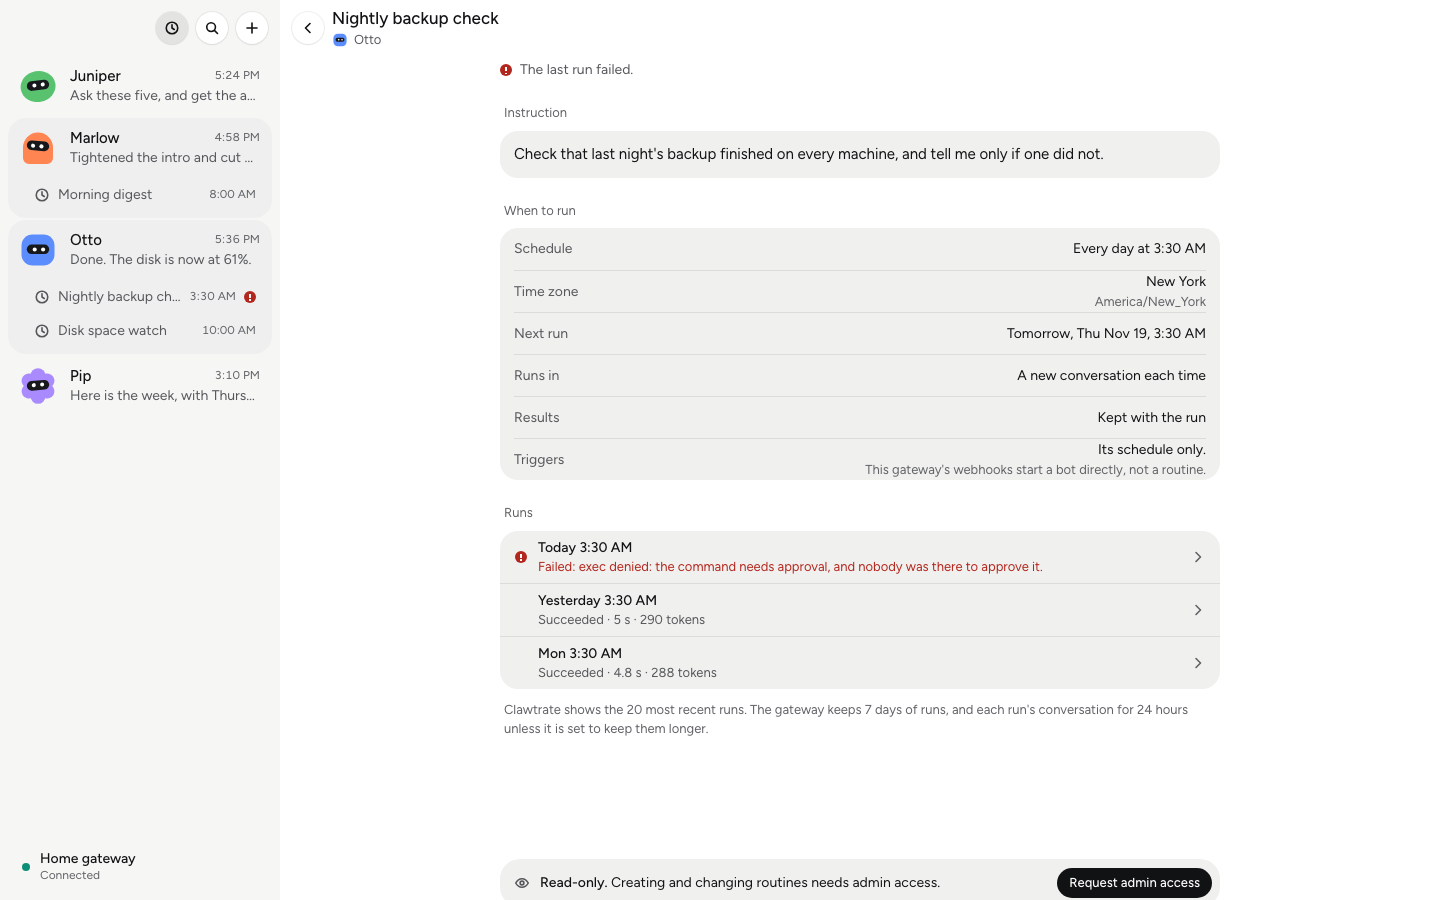 Juniper
5:24 PM
Ask these five, and get the a...
Marlow
4:58 PM
Tightened the intro and cut ...
Morning digest
8:00 AM
Otto
5:36 PM
Done. The disk is now at 61%.
Nightly backup ch...
3:30 AM
Disk space watch
10:00 AM
Pip
3:10 PM
Here is the week, with Thurs...
Home gateway
Connected
Nightly backup check
Otto
The last run failed.
Instruction
Check that last night's backup finished on every machine, and tell me only if one did not.
When to run
Schedule
Every day at 3:30 AM
Time zone
New York
America/New_York
Next run
Tomorrow, Thu Nov 19, 3:30 AM
Runs in
A new conversation each time
Results
Kept with the run
Triggers
Its schedule only.
This gateway's webhooks start a bot directly, not a routine.
Runs
Today 3:30 AM
Failed: exec denied: the command needs approval, and nobody was there to approve it.
Yesterday 3:30 AM
Succeeded · 5 s · 290 tokens
Mon 3:30 AM
Succeeded · 4.8 s · 288 tokens
Clawtrate shows the 20 most recent runs. The gateway keeps 7 days of runs, and each run's conversation for 24 hours
unless it is set to keep them longer.
Read-only. Creating and changing routines needs admin access.
Request admin access